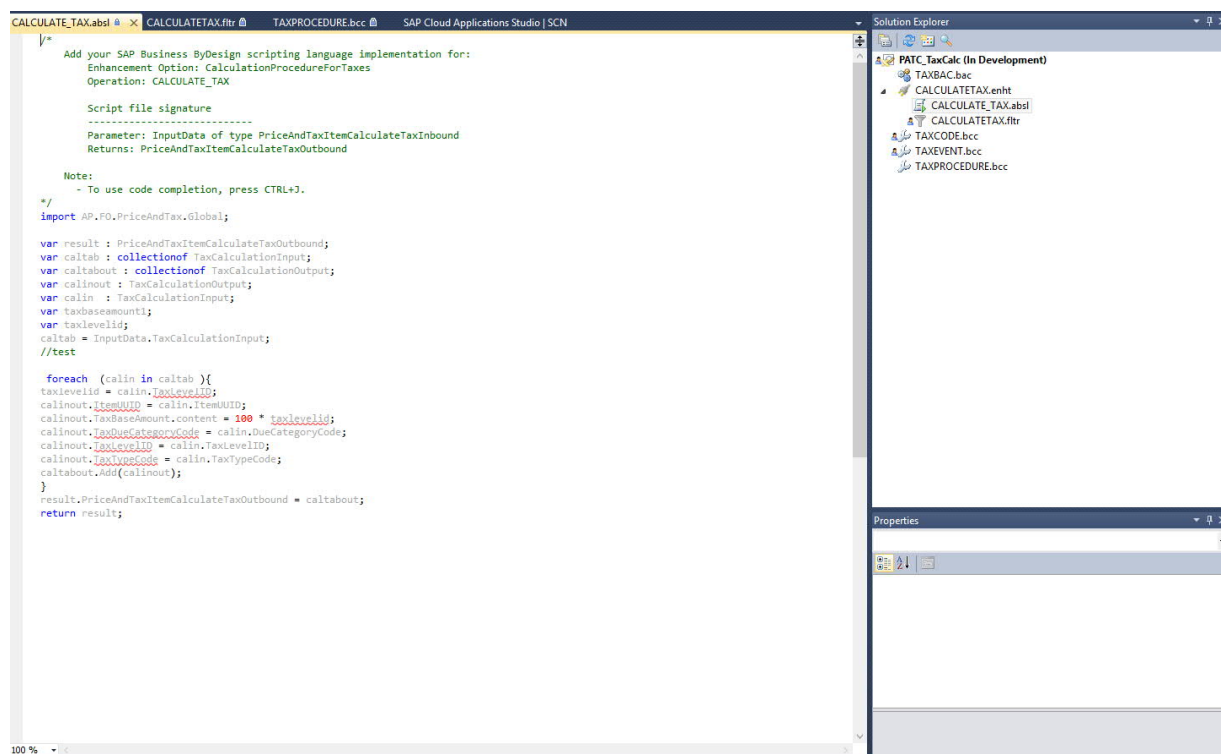 CALCULATE_TAX.absl CALCULATETAX.fltr TAXPROCEDURE.bcc SAP Cloud Applications Studio | SCN
/*
Add your SAP Business ByDesign scripting language implementation for:
Enhancement Option: CalculationProcedureForTaxes
Operation: CALCULATE_TAX
Script file signature
----------------------------
Parameter: InputData of type PriceAndTaxItemCalculateTaxInbound
Returns: PriceAndTaxItemCalculateTaxOutbound
Note:
- To use code completion, press CTRL+J.
*/
import AP.FO.PriceAndTax.Global;
var result : PriceAndTaxItemCalculateTaxOutbound;
var caltab : collectionof TaxCalculationInput;
var caltabout : collectionof TaxCalculationOutput;
var calinout : TaxCalculationOutput;
var calin  : TaxCalculationInput;
var taxbaseamount1;
var taxlevelid;
caltab = InputData.TaxCalculationInput;
//test
foreach  (calin in caltab ){
taxlevelid = calin.TaxLevelID;
calinout.ItemUUID = calin.ItemUUID;
calinout.TaxBaseAmount.content = 100 * taxlevelid;
calinout.TaxDueCategoryCode = calin.DueCategoryCode;
calinout.TaxLevelID = calin.TaxLevelID;
calinout.TaxTypeCode = calin.TaxTypeCode;
caltabout.Add(calinout);
}
result.PriceAndTaxItemCalculateTaxOutbound = caltabout;
return result;
100 %
Solution Explorer
PATC_TaxCalc (In Development)
TAXBAC.bac
CALCULATETAX.enht
CALCULATE_TAX.absl
CALCULATETAX.fltr
TAXCODE.bcc
TAXEVENT.bcc
TAXPROCEDURE.bcc
Properties